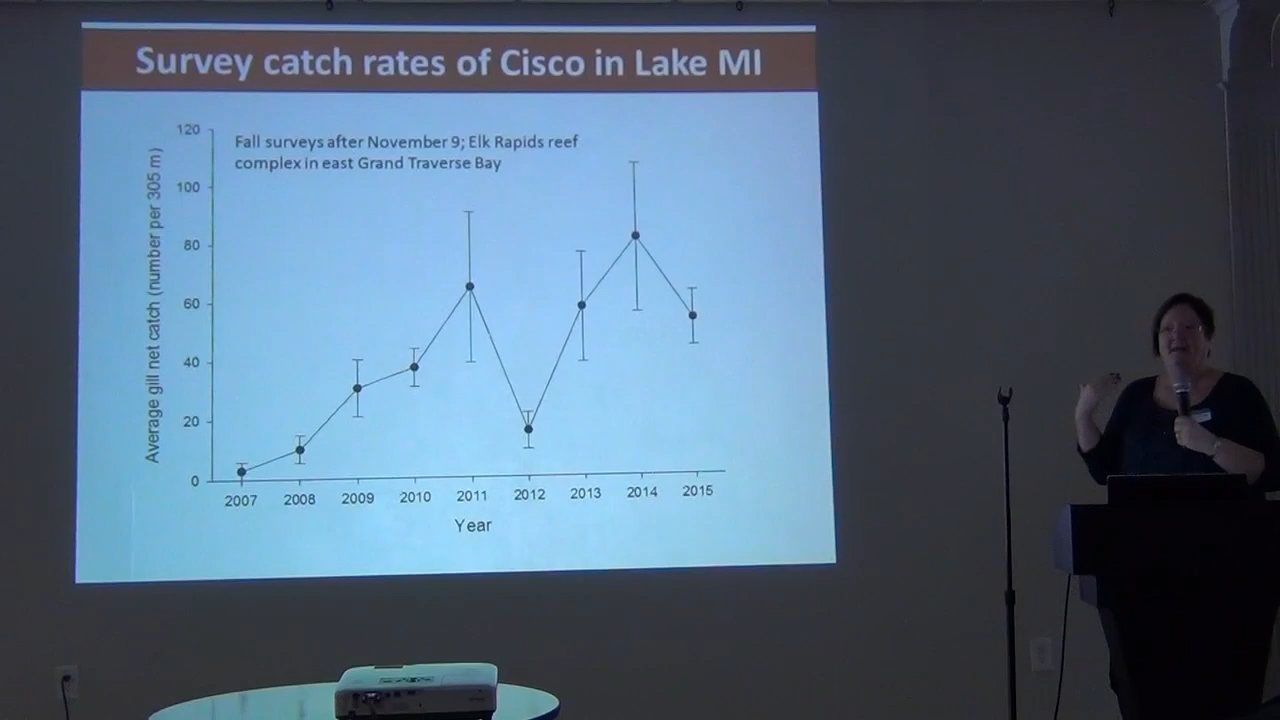 Survey catch rates of Cisco in Lake MI
Fall surveys after November 9; Elk Rapids reef
complex in east Grand Traverse Bay
Average gill net catch (number per 305 m)
120
100
80
60
40
20
0
2007 2008 2009 2010 2011 2012 2013 2014 2015
Year